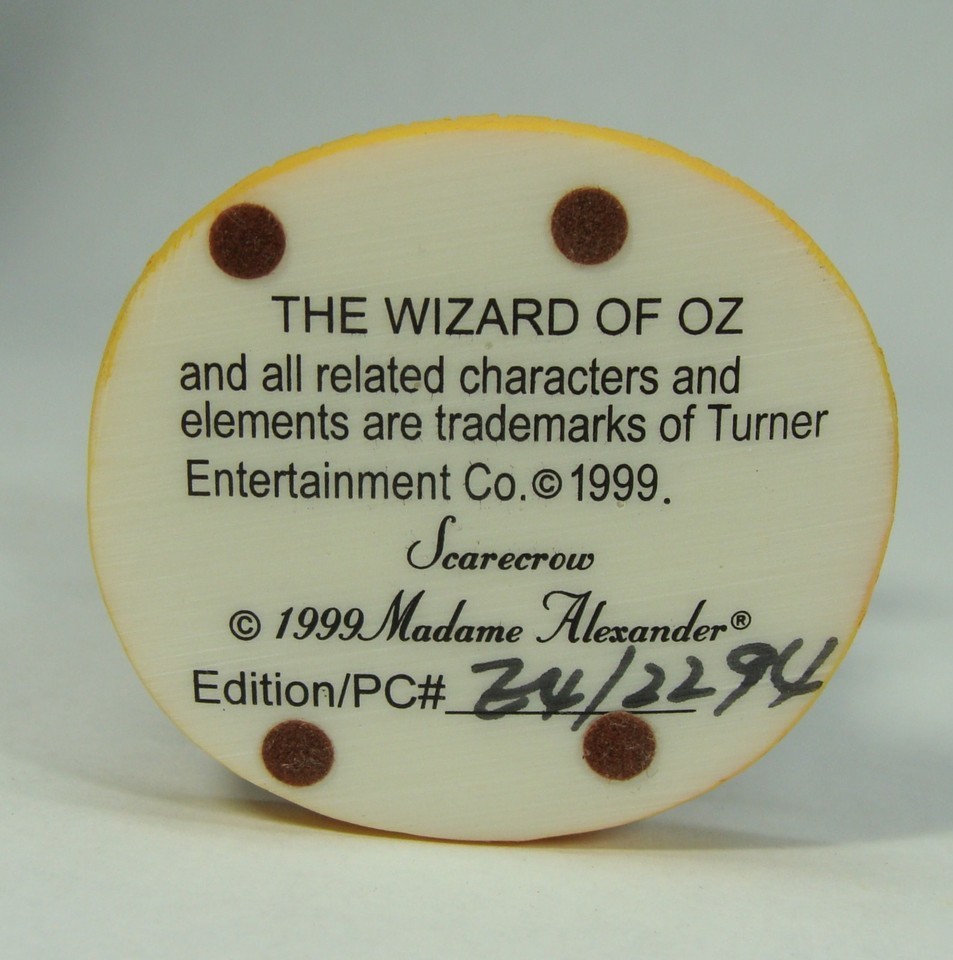 THE WIZARD OF OZ
and all related characters and
elements are trademarks of Turner
Entertainment Co.©1999.
Scarecrow
© 1999 Madame Alexander®
Edition/PC# E4/2294